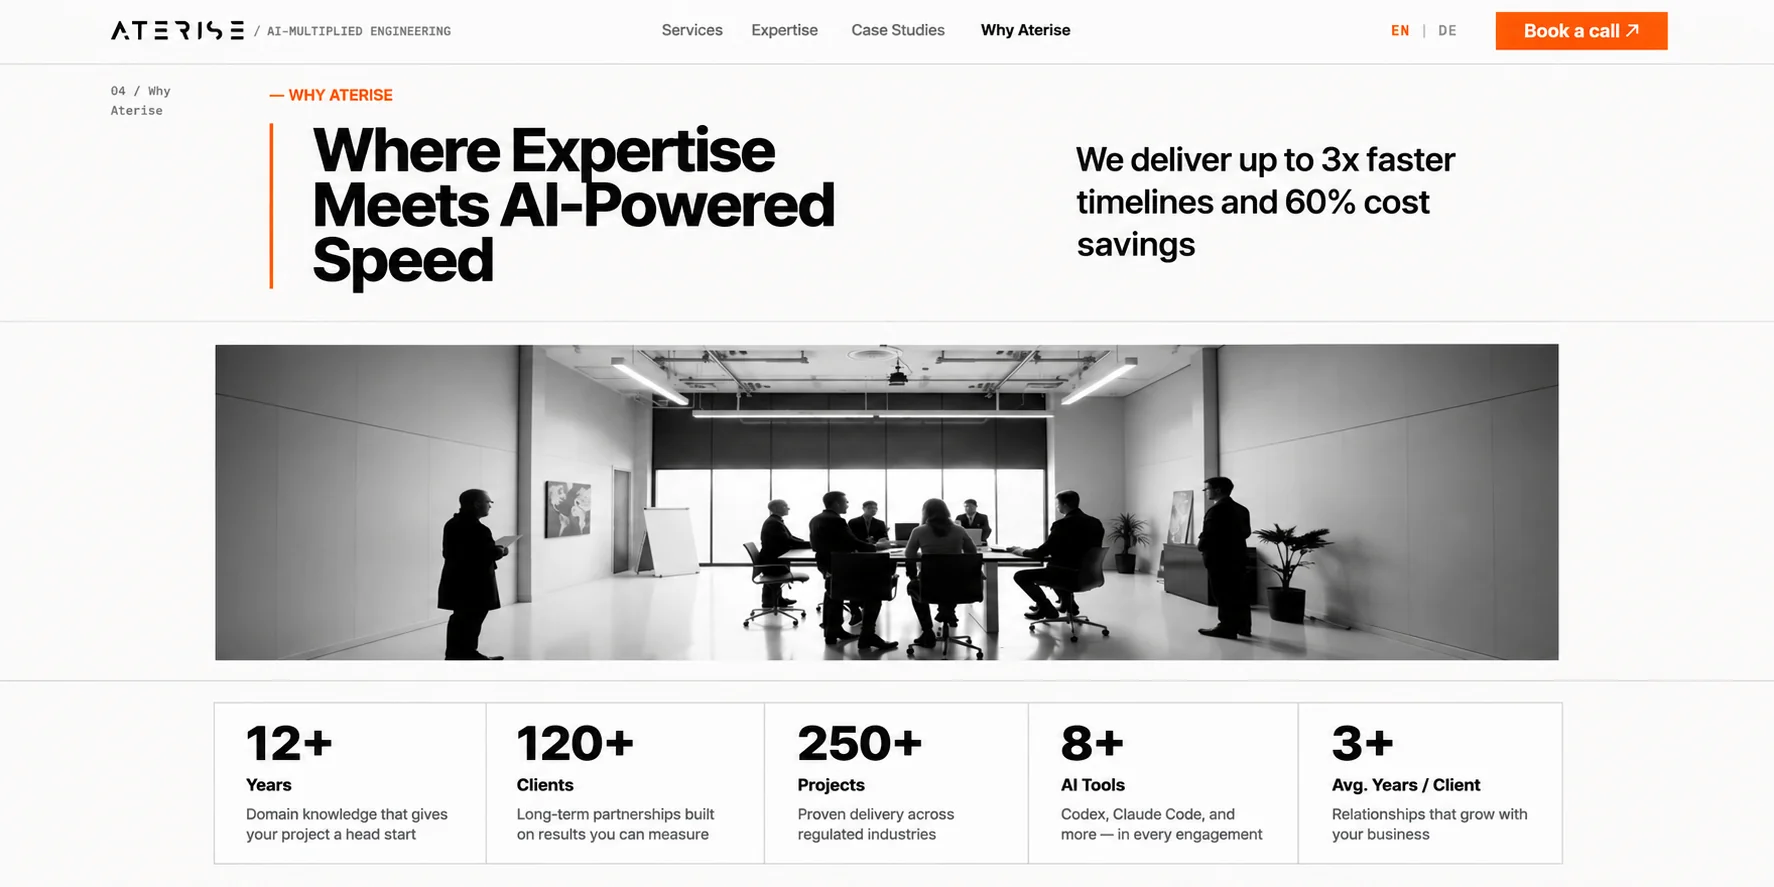 ATERISE / AI-MULTIPLIED ENGINEERING
Services Expertise Case Studies Why Aterise
EN | DE
Book a call ↗
04 / Why
Aterise
— WHY ATERISE
Where Expertise
Meets AI-Powered
Speed
We deliver up to 3x faster
timelines and 60% cost
savings
12+
Years
Domain knowledge that gives
your project a head start
120+
Clients
Long-term partnerships built
on results you can measure
250+
Projects
Proven delivery across
regulated industries
8+
AI Tools
Codex, Claude Code, and
more — in every engagement
3+
Avg. Years / Client
Relationships that grow with
your business